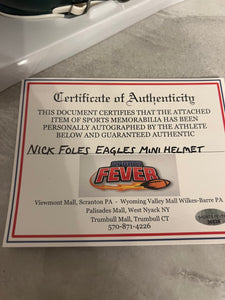 Certificate of Authenticity
THIS DOCUMENT CERTIFIES THAT THE ATTACHED
ITEM OF SPORTS MEMORABILIA HAS BEEN
PERSONALLY AUTOGRAPHED BY THE ATHLETE
BELOW AND GUARANTEED AUTHENTIC
NICK FOLES EAGLES MINI HELMET
SPORTS
FEVER
Viewmont Mall, Scranton PA - Wyoming Valley Mall Wilkes-Barre PA
Palisades Mall, West Nyack NY
Trumbull Mall, Trumbull CT
570-871-4226